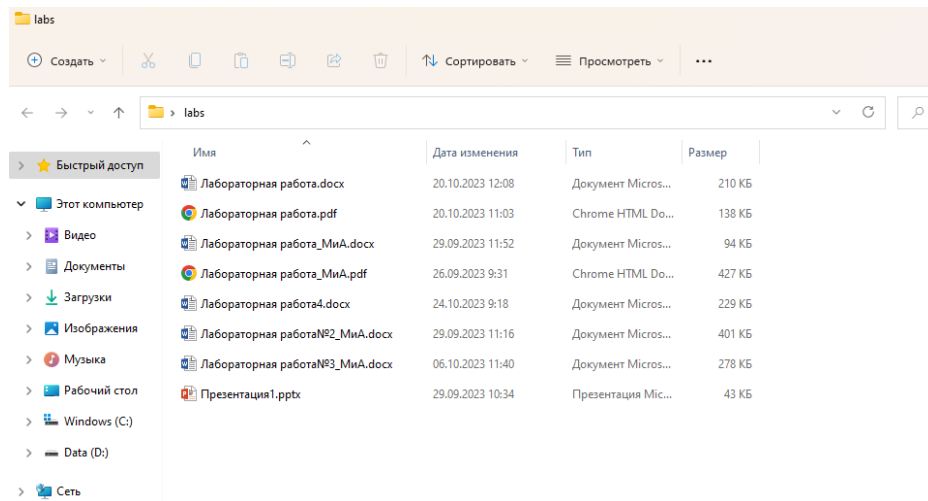 labs
Создать
Сортировать
Просмотреть
labs
Имя
Дата изменения
Тип
Размер
Быстрый доступ
Этот компьютер
Видео
Документы
Загрузки
Изображения
Музыка
Рабочий стол
Windows (C:)
Data (D:)
Сеть
Лабораторная работа.docx 20.10.2023 12:08 Документ Micros... 210 КБ
Лабораторная работа.pdf 20.10.2023 11:03 Chrome HTML Do... 138 КБ
Лабораторная работа_МиА.docx 29.09.2023 11:52 Документ Micros... 94 КБ
Лабораторная работа_МиА.pdf 26.09.2023 9:31 Chrome HTML Do... 427 КБ
Лабораторная работа4.docx 24.10.2023 9:18 Документ Micros... 229 КБ
Лабораторная работа№2_МиА.docx 29.09.2023 11:16 Документ Micros... 401 КБ
Лабораторная работа№3_МиА.docx 06.10.2023 11:40 Документ Micros... 278 КБ
Презентация1.pptx 29.09.2023 10:34 Презентация Mic... 43 КБ